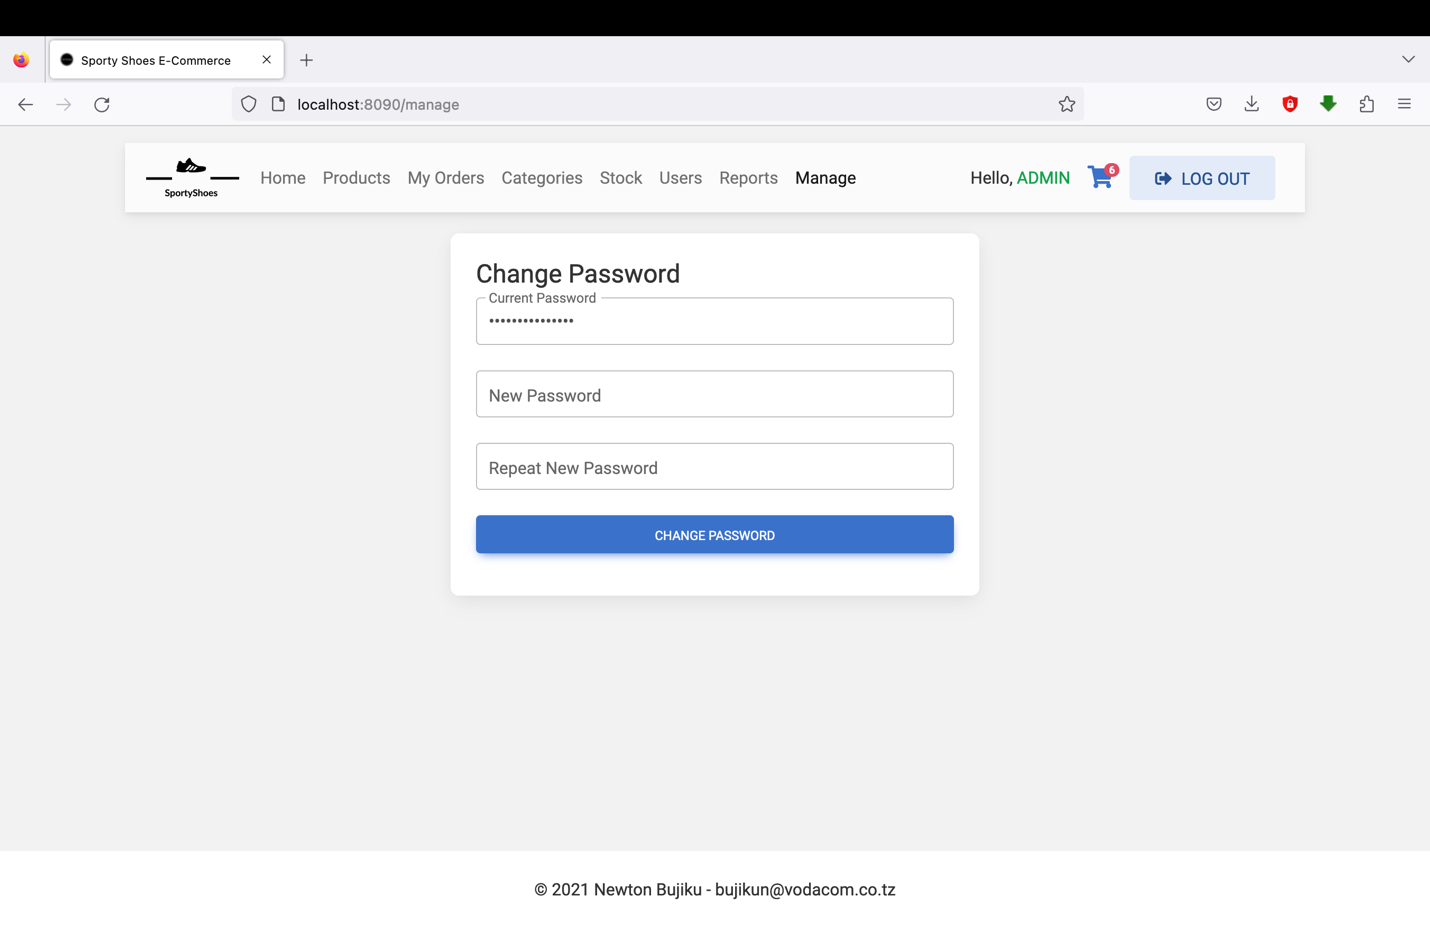 Sporty Shoes E-Commerce
localhost:8090/manage
SportyShoes
Home Products My Orders Categories Stock Users Reports Manage
Hello, ADMIN 6 LOG OUT
Change Password
Current Password
•••••••••••••••
New Password
Repeat New Password
CHANGE PASSWORD
© 2021 Newton Bujiku - bujikun@vodacom.co.tz